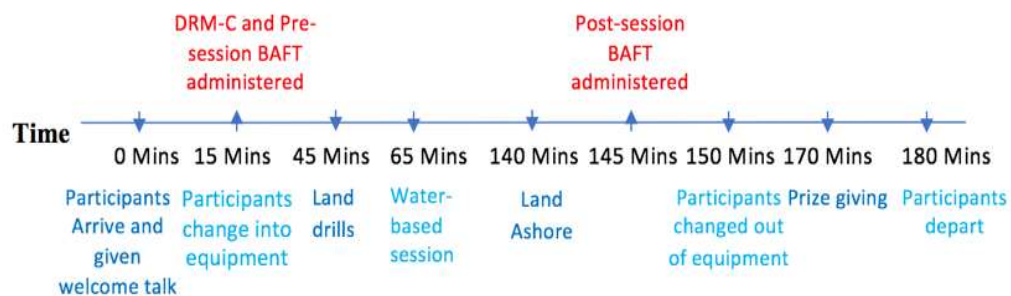 DRM-C and Pre-
session BAFT
administered
Post-session
BAFT
administered
Time
0 Mins 15 Mins 45 Mins 65 Mins 140 Mins 145 Mins 150 Mins 170 Mins 180 Mins
Participants
Arrive and
given
welcome talk
Participants
change into
equipment
Land
drills
Water-
based
session
Land
Ashore
Participants
changed out
of equipment
Prize giving
Participants
depart